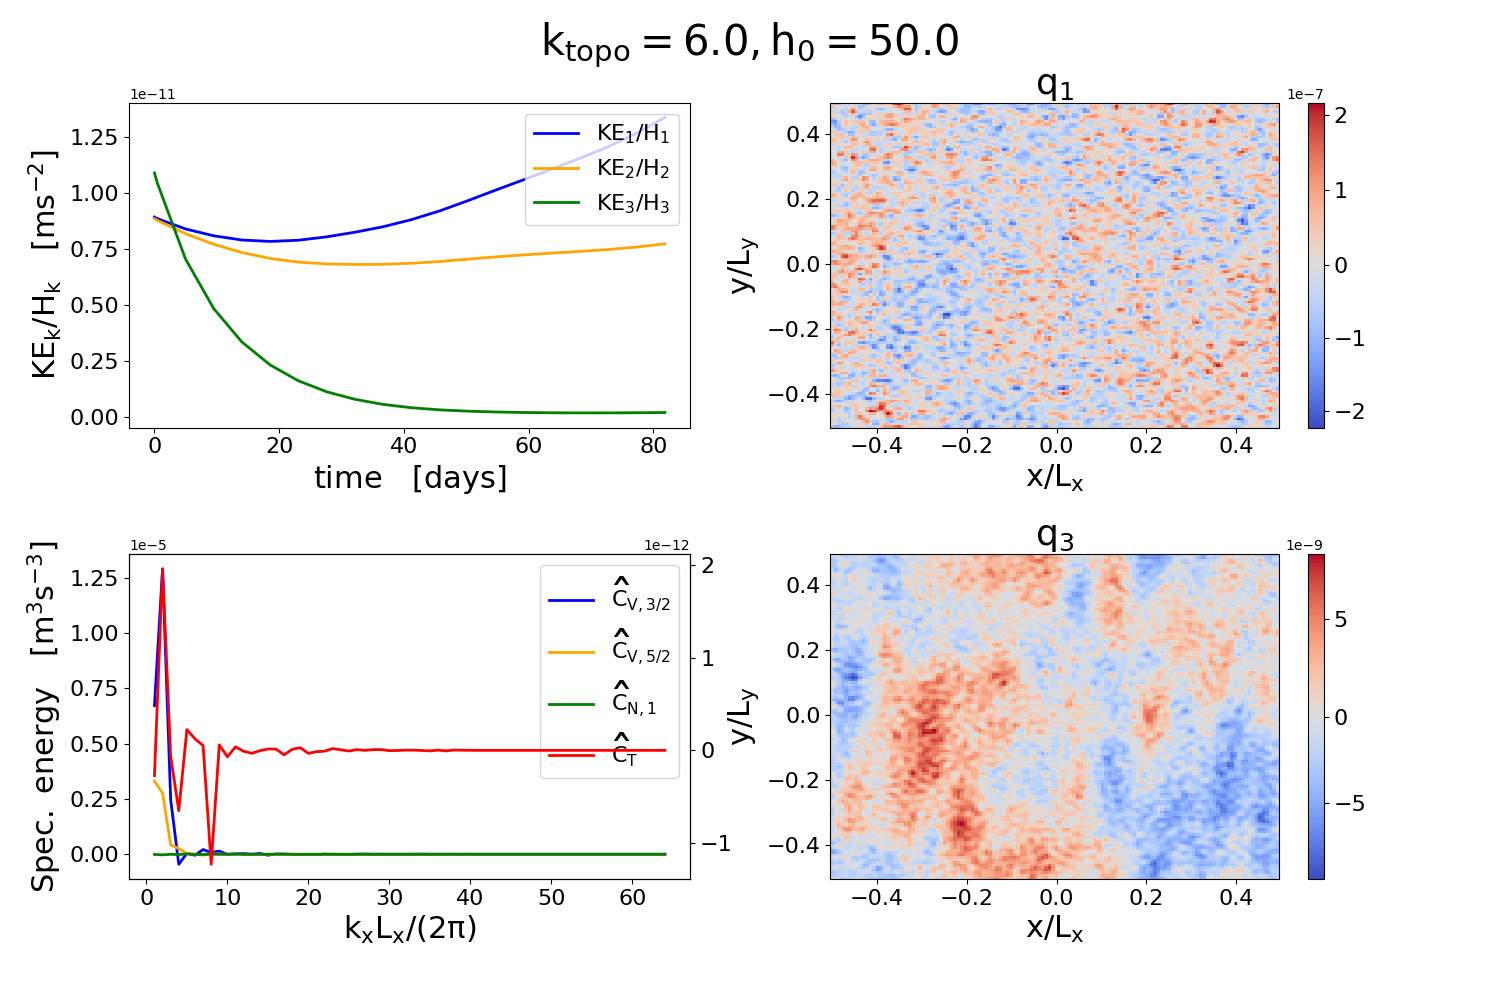 k_topo = 6.0, h_0 = 50.0
1e−11
KE_k/H_k [ms^−2]
1.25
1.00
0.75
0.50
0.25
0.00
KE_1/H_1
KE_2/H_2
KE_3/H_3
0 20 40 60 80
time [days]
q_1
1e−7
y/L_y
0.4
0.2
0.0
−0.2
−0.4
−0.4 −0.2 0.0 0.2 0.4
x/L_x
2
1
0
−1
−2
1e−5
1e−12
Spec. energy [m^3s^−3]
1.25
1.00
0.75
0.50
0.25
0.00
Ĉ_V,3/2
Ĉ_V,5/2
Ĉ_N,1
Ĉ_T
2
1
0
−1
0 10 20 30 40 50 60
k_xL_x/(2π)
q_3
1e−9
y/L_y
0.4
0.2
0.0
−0.2
−0.4
−0.4 −0.2 0.0 0.2 0.4
x/L_x
5
0
−5